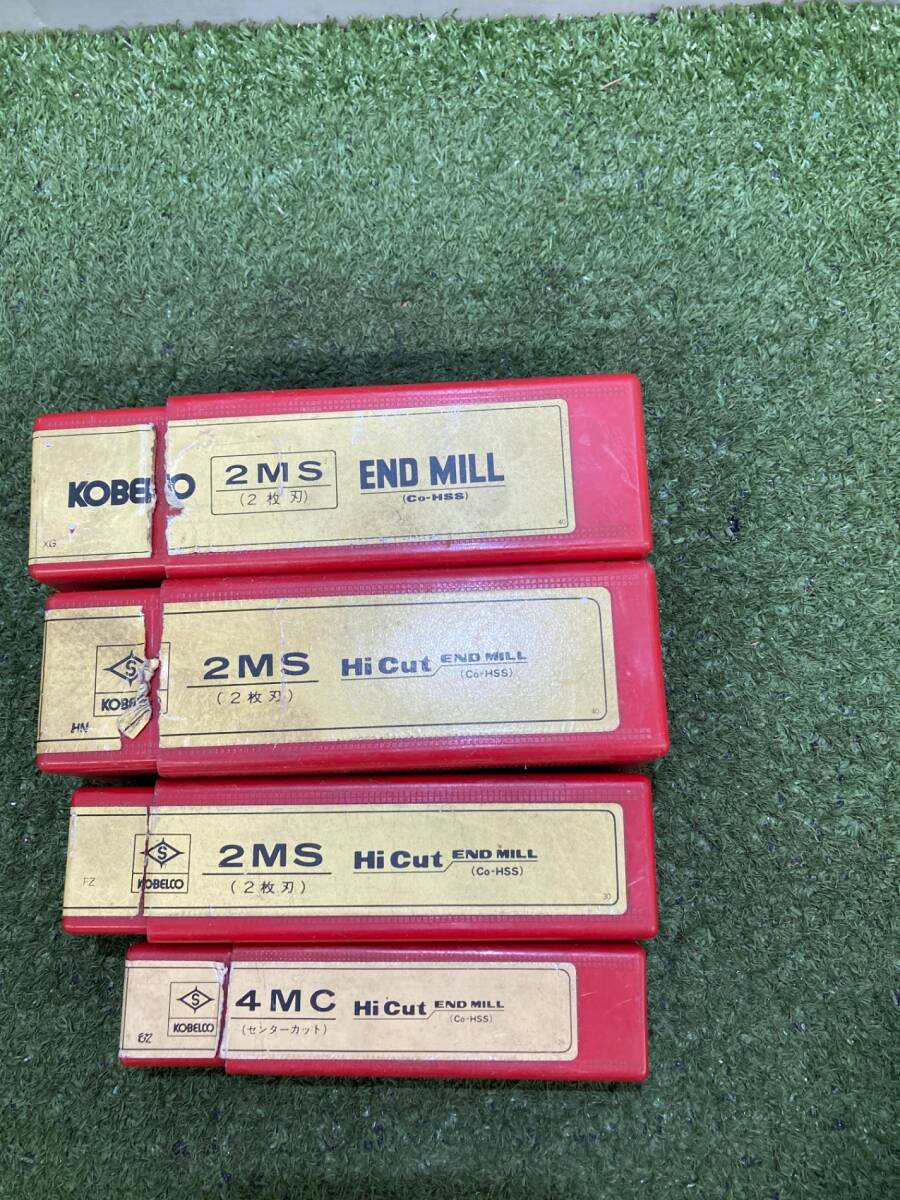 KOBELCO
2MS
(2枚刃)
END MILL
(Co-HSS)
XG
40
S
KOBELCO
2MS
(2枚刃)
Hi Cut END MILL
(Co-HSS)
HN
40
S
KOBELCO
2MS
(2枚刃)
Hi Cut END MILL
(Co-HSS)
FZ
30
S
KOBELCO
4MC
(センターカット)
Hi Cut END MILL
(Co-HSS)